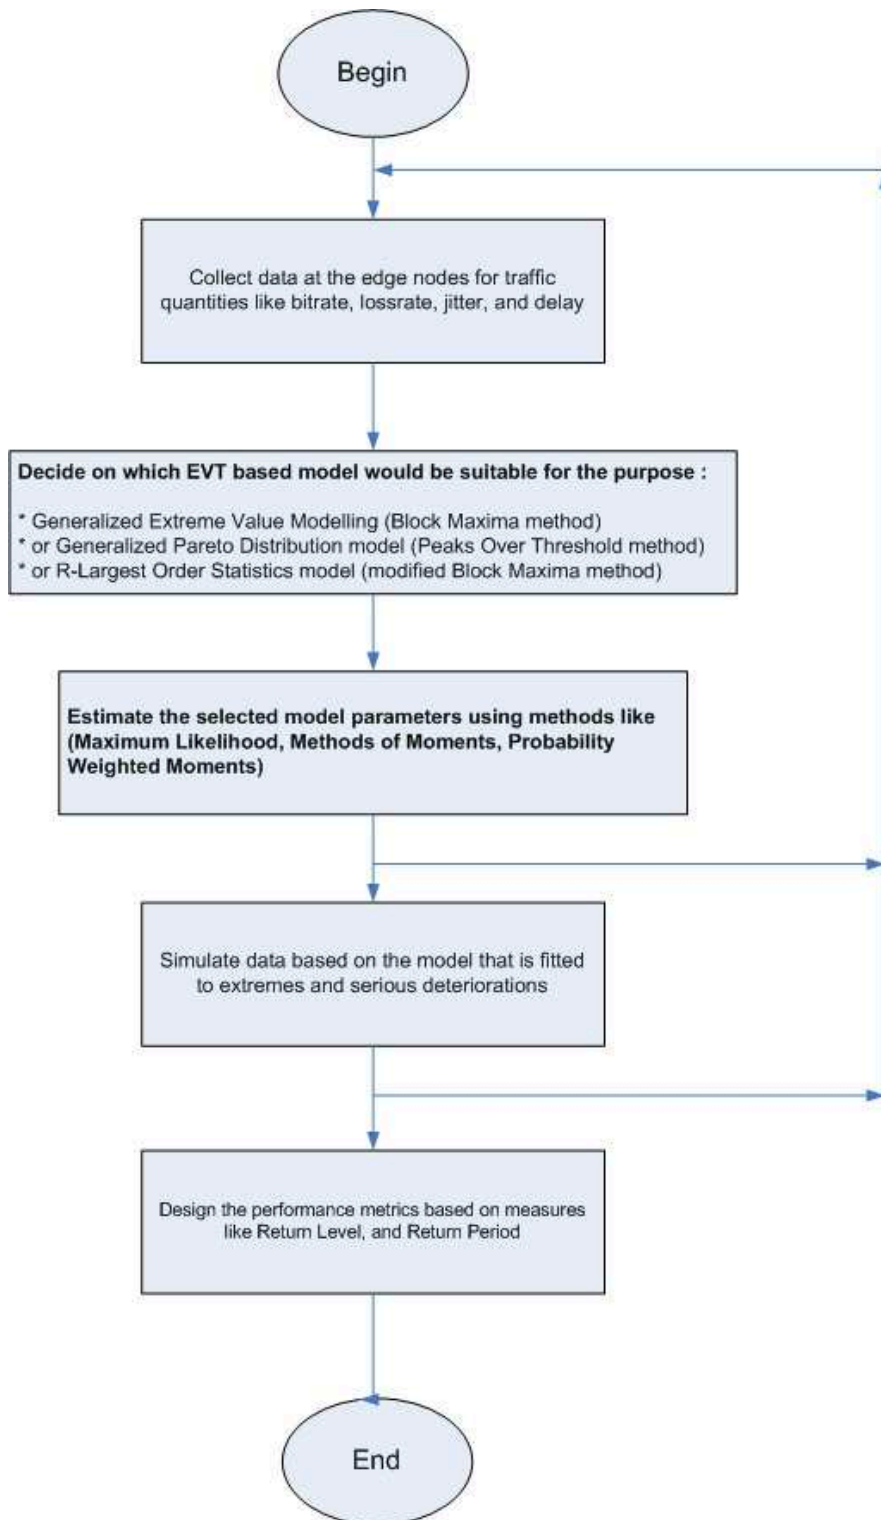 Begin
Collect data at the edge nodes for traffic
quantities like bitrate, lossrate, jitter, and delay
Decide on which EVT based model would be suitable for the purpose :
* Generalized Extreme Value Modelling (Block Maxima method)
* or Generalized Pareto Distribution model (Peaks Over Threshold method)
* or R-Largest Order Statistics model (modified Block Maxima method)
Estimate the selected model parameters using methods like
(Maximum Likelihood, Methods of Moments, Probability
Weighted Moments)
Simulate data based on the model that is fitted
to extremes and serious deteriorations
Design the performance metrics based on measures
like Return Level, and Return Period
End